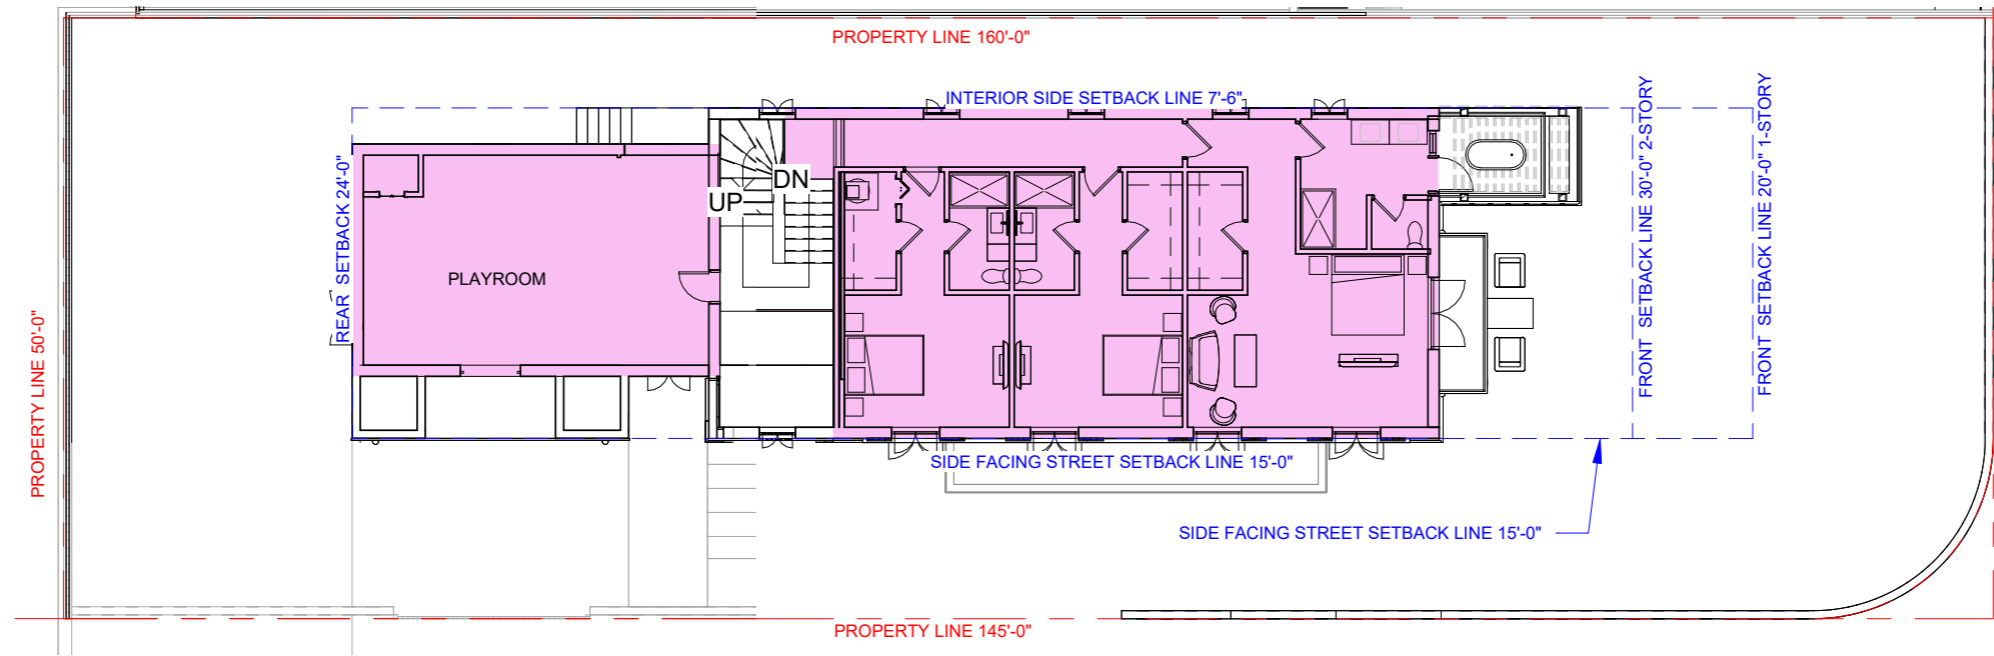 PROPERTY LINE 160'-0"
INTERIOR SIDE SETBACK LINE 7'-6"
FRONT SETBACK LINE 30'-0" 2-STORY
FRONT SETBACK LINE 20'-0" 1-STORY
REAR SETBACK 24'-0"
DN
UP
PLAYROOM
PROPERTY LINE 50'-0"
SIDE FACING STREET SETBACK LINE 15'-0"
SIDE FACING STREET SETBACK LINE 15'-0"
PROPERTY LINE 145'-0"